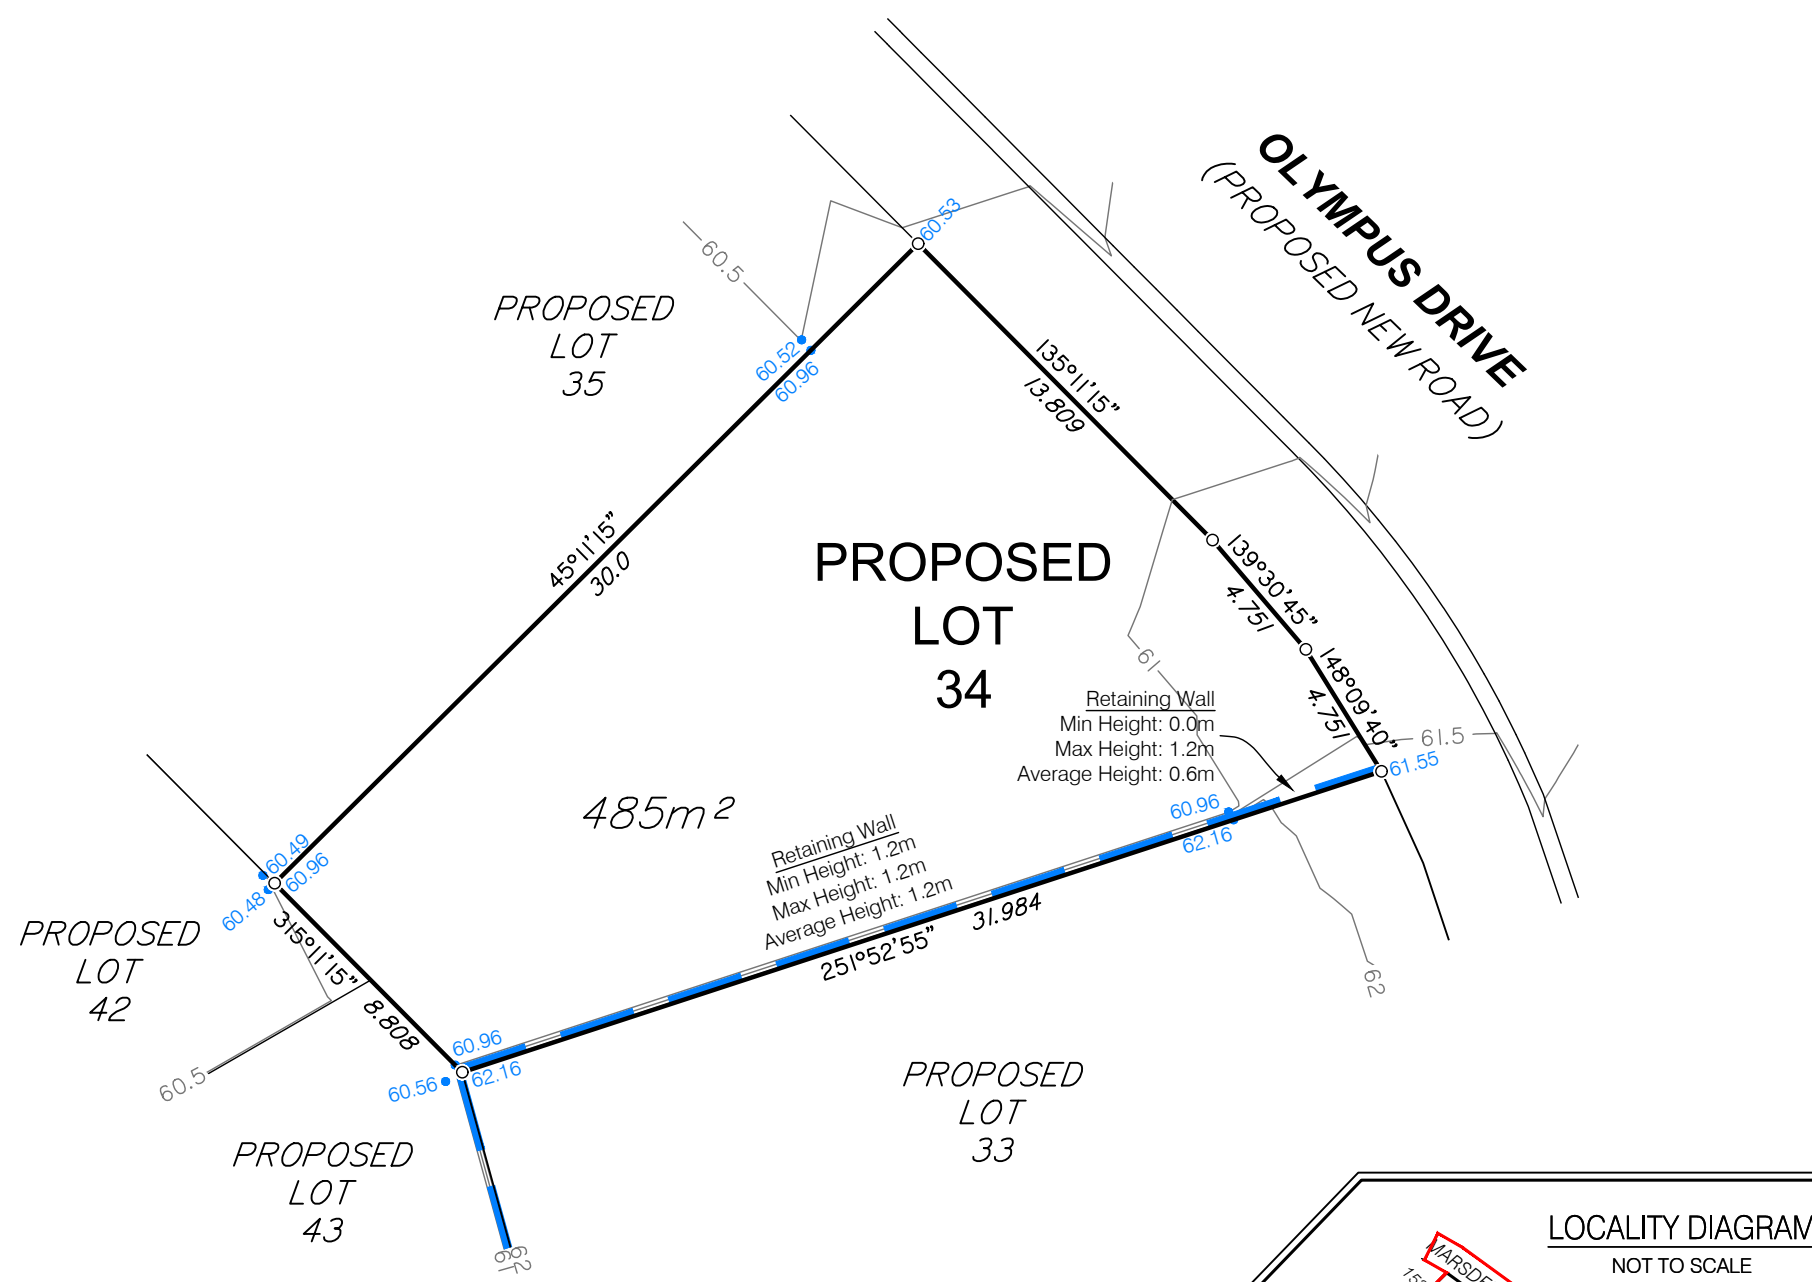 OLYMPUS DRIVE
(PROPOSED NEW ROAD)
60.53
60.5
PROPOSED
LOT
35
60.52
60.96
135°11'15"
13.809
45°11'15"
30.0
PROPOSED
LOT
34
139°30'45"
4.751
148°09'40"
4.751
61
Retaining Wall
Min Height: 0.0m
Max Height: 1.2m
Average Height: 0.6m
61.5
61.55
485m²
60.96
62.16
Retaining Wall
Min Height: 1.2m
Max Height: 1.2m
Average Height: 1.2m
31.984
251°52'55"
60.49
60.96
60.48
315°11'15"
8.808
PROPOSED
LOT
42
62
60.5
60.96
62.16
60.56
PROPOSED
LOT
33
PROPOSED
LOT
43
62
61
LOCALITY DIAGRAM
NOT TO SCALE